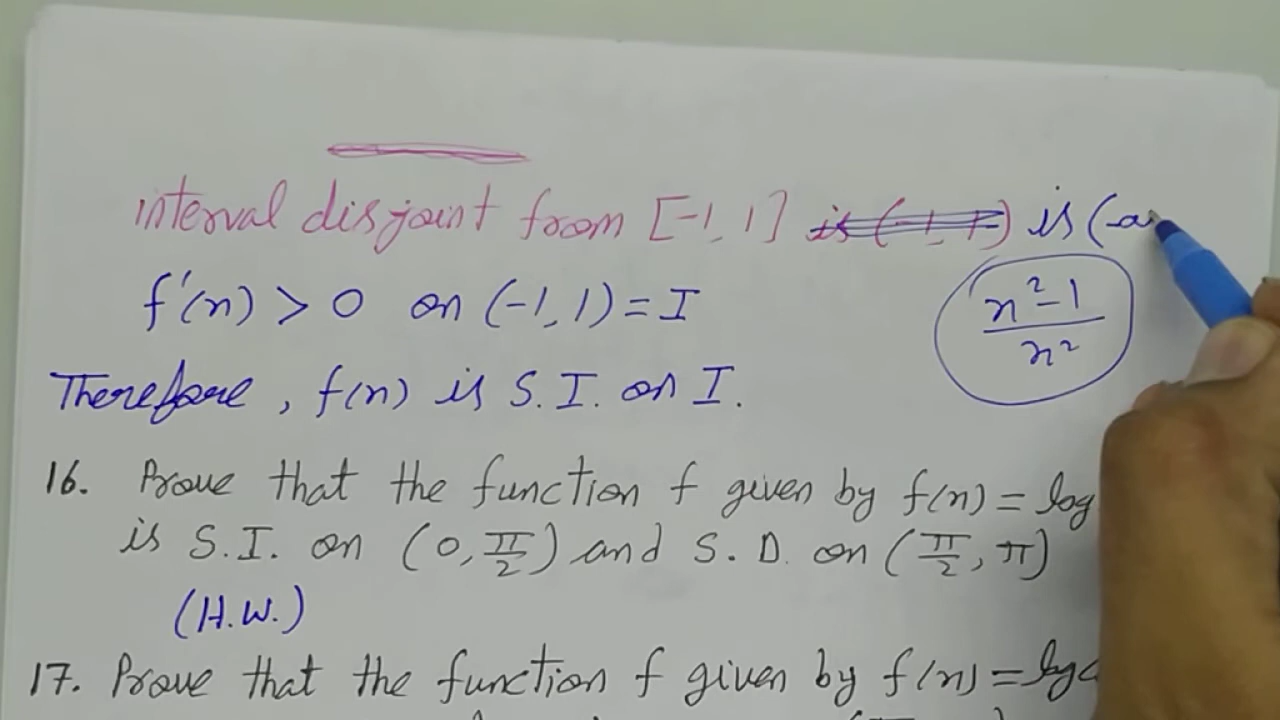 interval disjoint from [-1, 1] is (-1, 1) is (-∞
f'(x) > 0 on (-1, 1) = I
x²-1
x²
Therefore, f(x) is S.I. on I.
16. Prove that the function f given by f(x) = log
is S.I. on (0, π/2) and S.D. on (π/2, π)
(H.W.)
17. Prove that the function f given by f(x) = log